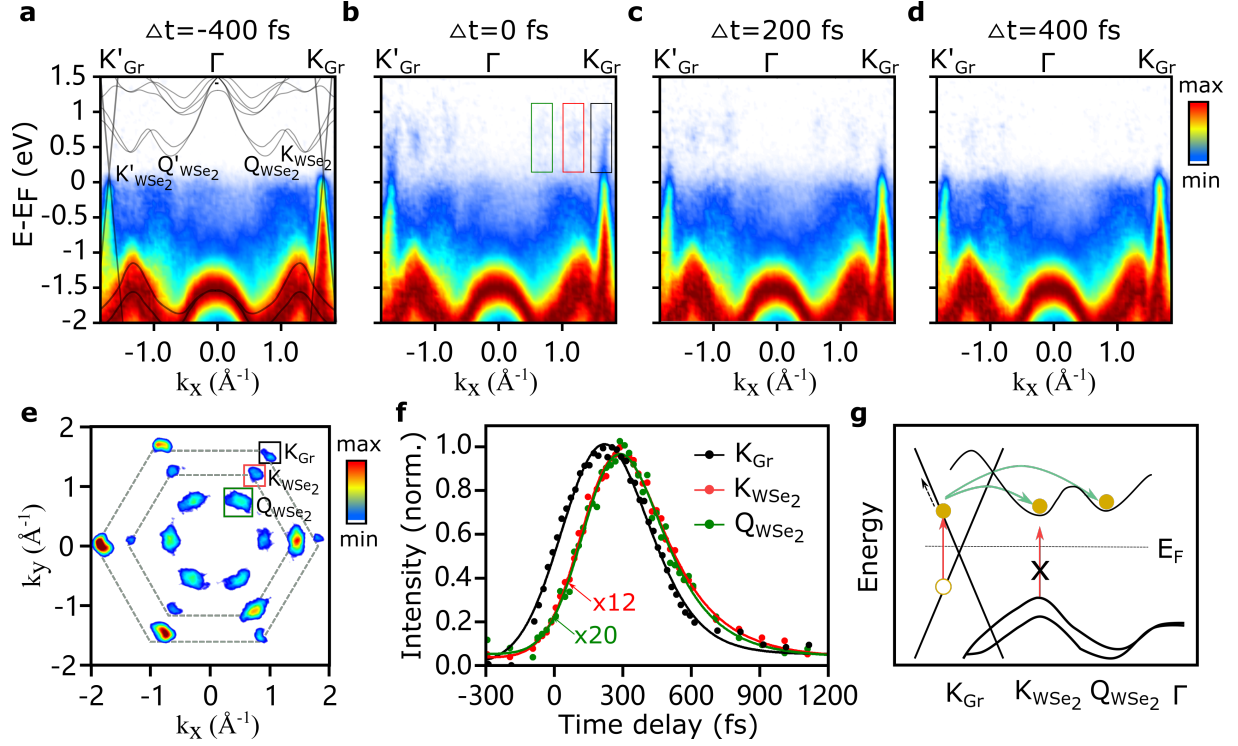 a b c d
Δt=-400 fs Δt=0 fs Δt=200 fs Δt=400 fs
K'Gr Γ KGr K'Gr Γ KGr K'Gr Γ KGr K'Gr Γ KGr
1.5
1
0.5
0
-0.5
-1
-1.5
-2
E-EF (eV)
K'WSe2 Q'WSe2 QWSe2 KWSe2
max
min
-1.0 0.0 1.0 -1.0 0.0 1.0 -1.0 0.0 1.0 -1.0 0.0 1.0
kx (Å-1) kx (Å-1) kx (Å-1) kx (Å-1)
e
2
1
0
-1
-2
ky (Å-1)
KGr
KWSe2
QWSe2
max
min
-2 -1 0 1 2
kx (Å-1)
f
1.0
0.8
0.6
0.4
0.2
0.0
Intensity (norm.)
KGr
KWSe2
QWSe2
x12
x20
-300 0 300 600 900 1200
Time delay (fs)
g
Energy
EF
X
KGr KWSe2 QWSe2 Γ